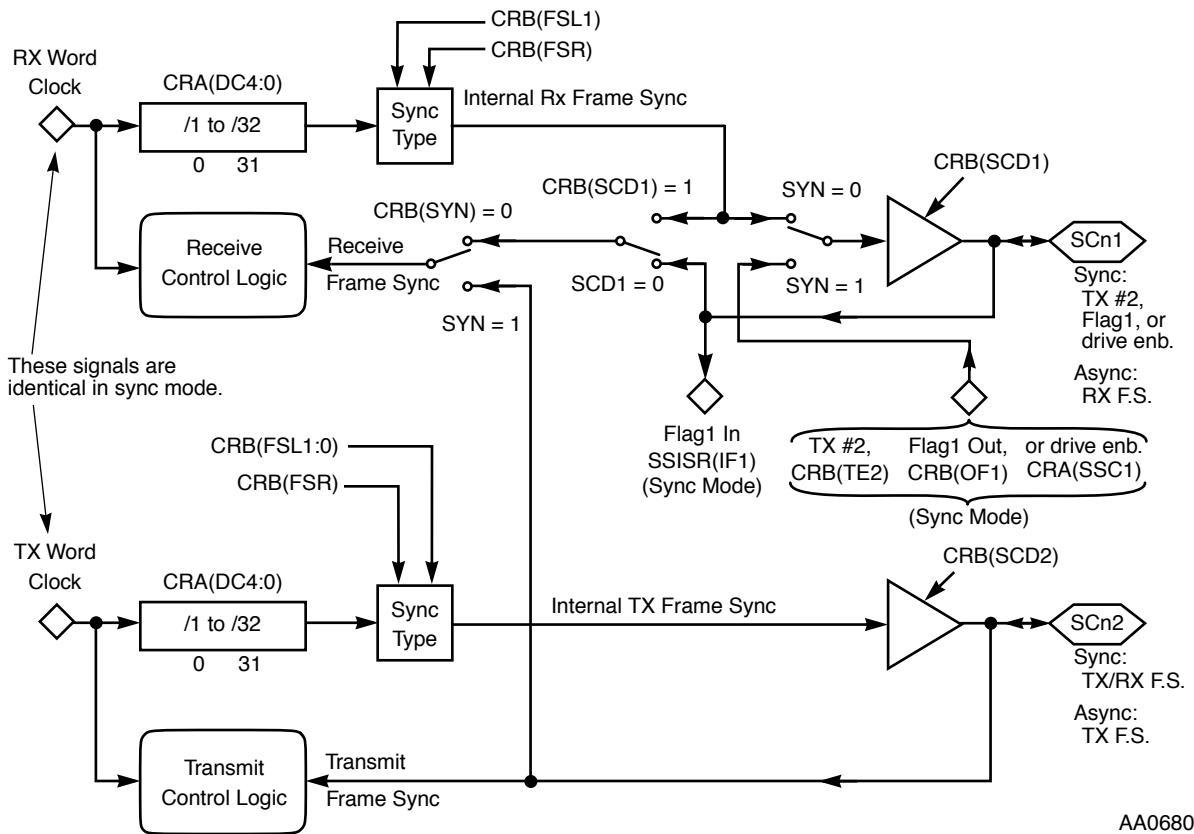 CRB(FSL1)
CRB(FSR)
RX Word
Clock
CRA(DC4:0)
/1 to /32
0 31
Sync
Type
Internal Rx Frame Sync
CRB(SCD1) = 1
SYN = 0
CRB(SCD1)
CRB(SYN) = 0
Receive
Control Logic
Receive
Frame Sync
SCD1 = 0
SYN = 1
SYN = 1
SCn1
Sync:
TX #2,
Flag1, or
drive enb.
Async:
RX F.S.
These signals are
identical in sync mode.
Flag1 In
SSISR(IF1)
(Sync Mode)
TX #2, Flag1 Out, or drive enb.
CRB(TE2) CRB(OF1) CRA(SSC1)
(Sync Mode)
CRB(FSL1:0)
CRB(FSR)
TX Word
Clock
CRA(DC4:0)
/1 to /32
0 31
Sync
Type
Internal TX Frame Sync
CRB(SCD2)
SCn2
Sync:
TX/RX F.S.
Async:
TX F.S.
Transmit
Control Logic
Transmit
Frame Sync
AA0680